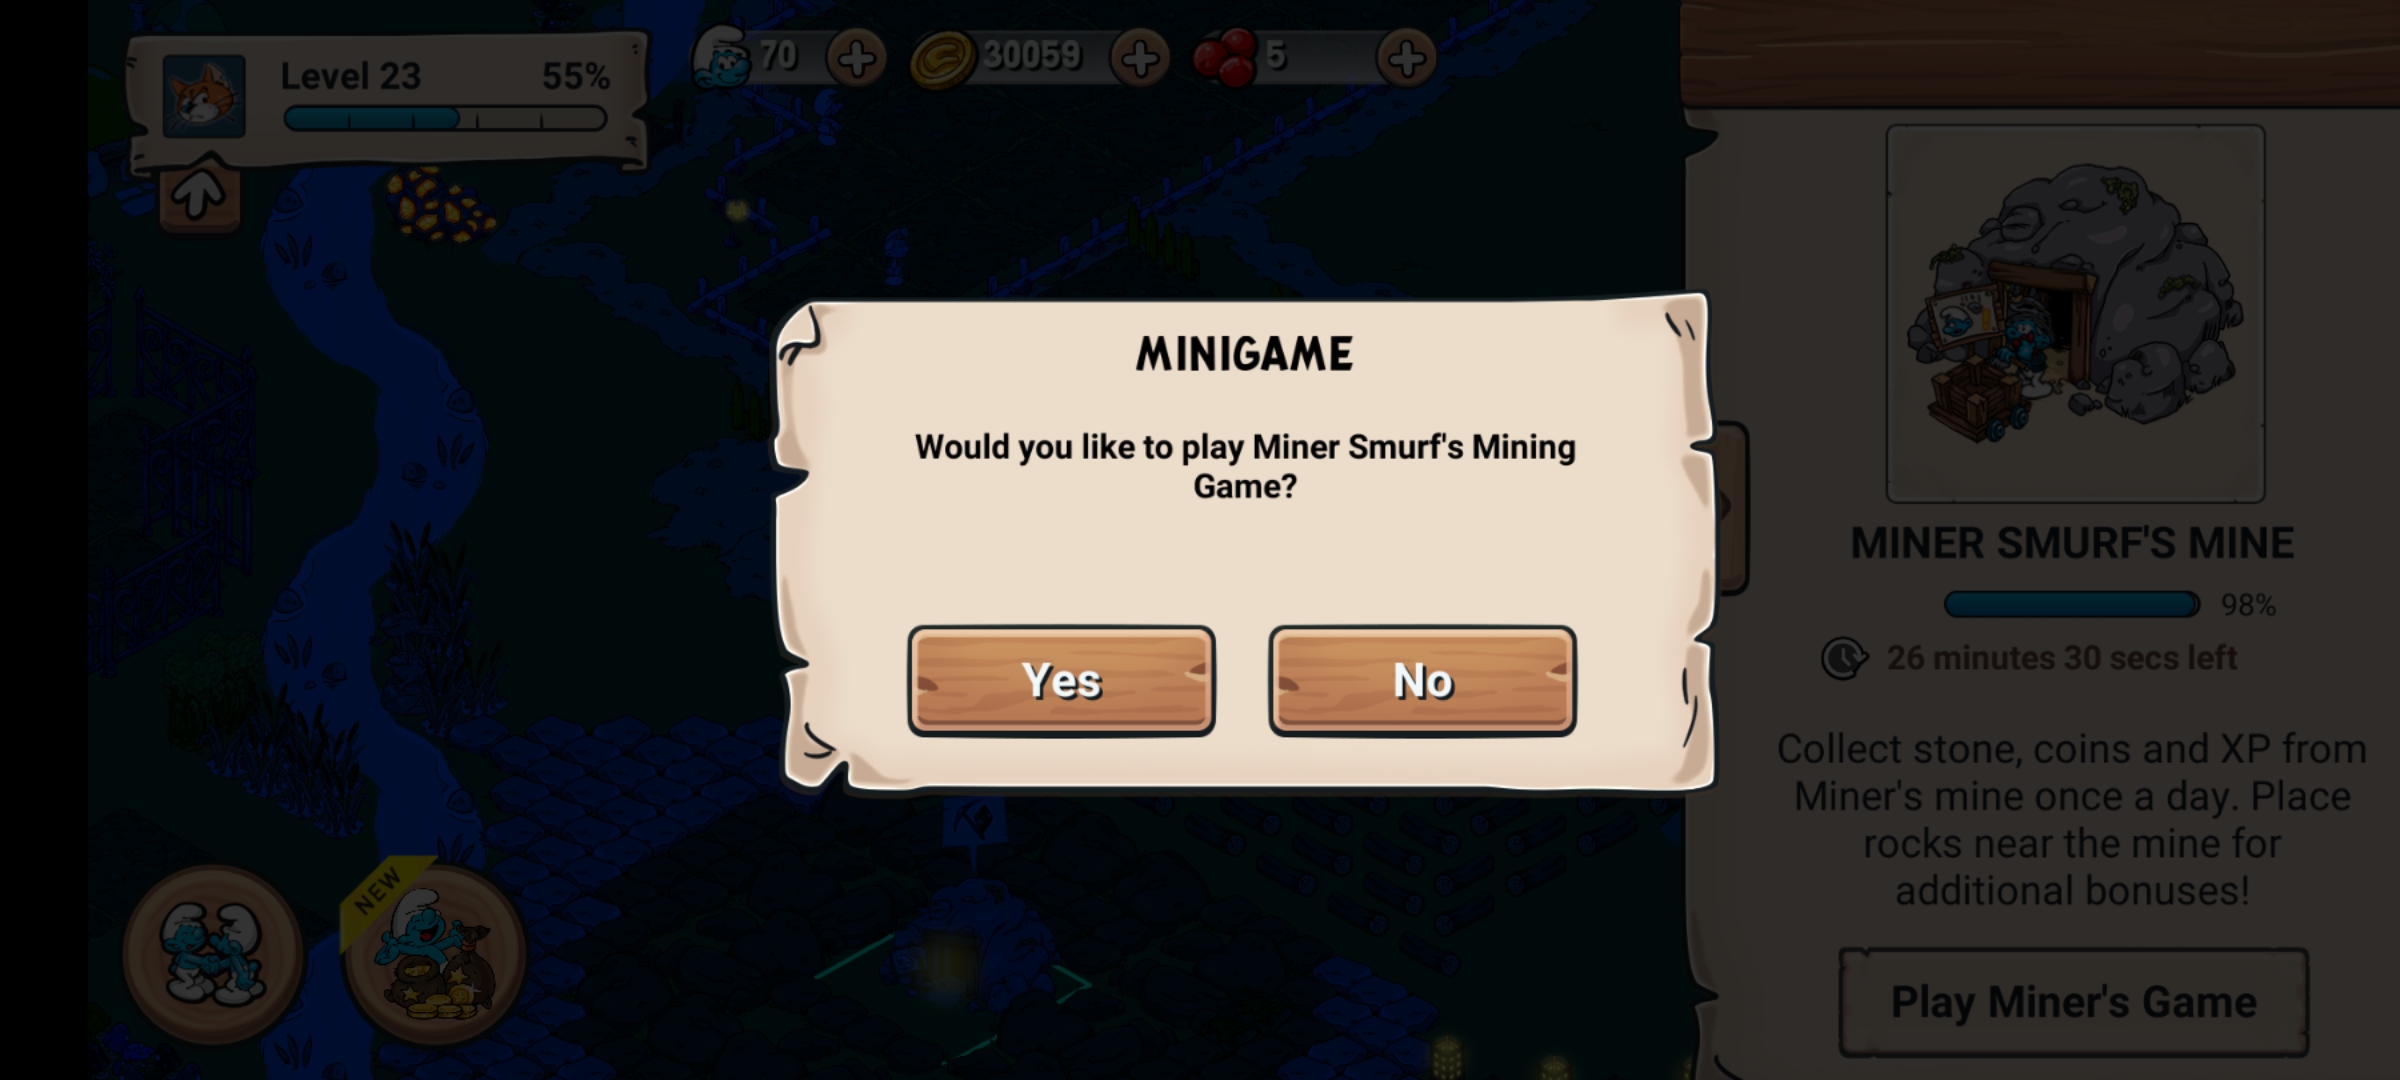 Level 23
55%
70
30059
5
MINIGAME
Would you like to play Miner Smurf's Mining
Game?
Yes
No
MINER SMURF'S MINE
98%
26 minutes 30 secs left
Collect stone, coins and XP from
Miner's mine once a day. Place
rocks near the mine for
additional bonuses!
Play Miner's Game
NEW